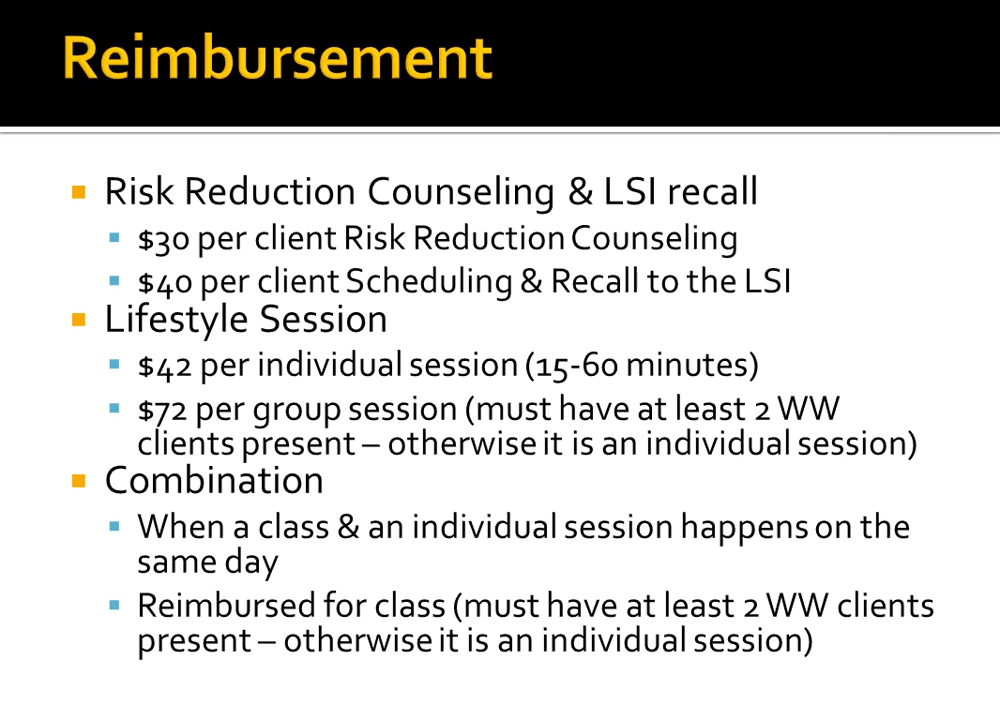 Reimbursement
Risk Reduction Counseling & LSI recall
$30 per client Risk Reduction Counseling
$40 per client Scheduling & Recall to the LSI
Lifestyle Session
$42 per individual session (15-60 minutes)
$72 per group session (must have at least 2 WW
clients present – otherwise it is an individual session)
Combination
When a class & an individual session happens on the
same day
Reimbursed for class (must have at least 2 WW clients
present – otherwise it is an individual session)